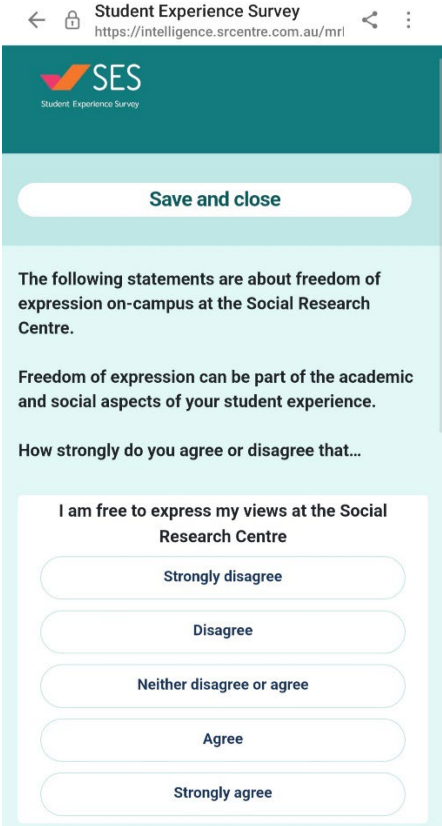 Student Experience Survey
https://intelligence.srcentre.com.au/mrl
SES
Student Experience Survey
Save and close
The following statements are about freedom of
expression on-campus at the Social Research
Centre.
Freedom of expression can be part of the academic
and social aspects of your student experience.
How strongly do you agree or disagree that...
I am free to express my views at the Social
Research Centre
Strongly disagree
Disagree
Neither disagree or agree
Agree
Strongly agree